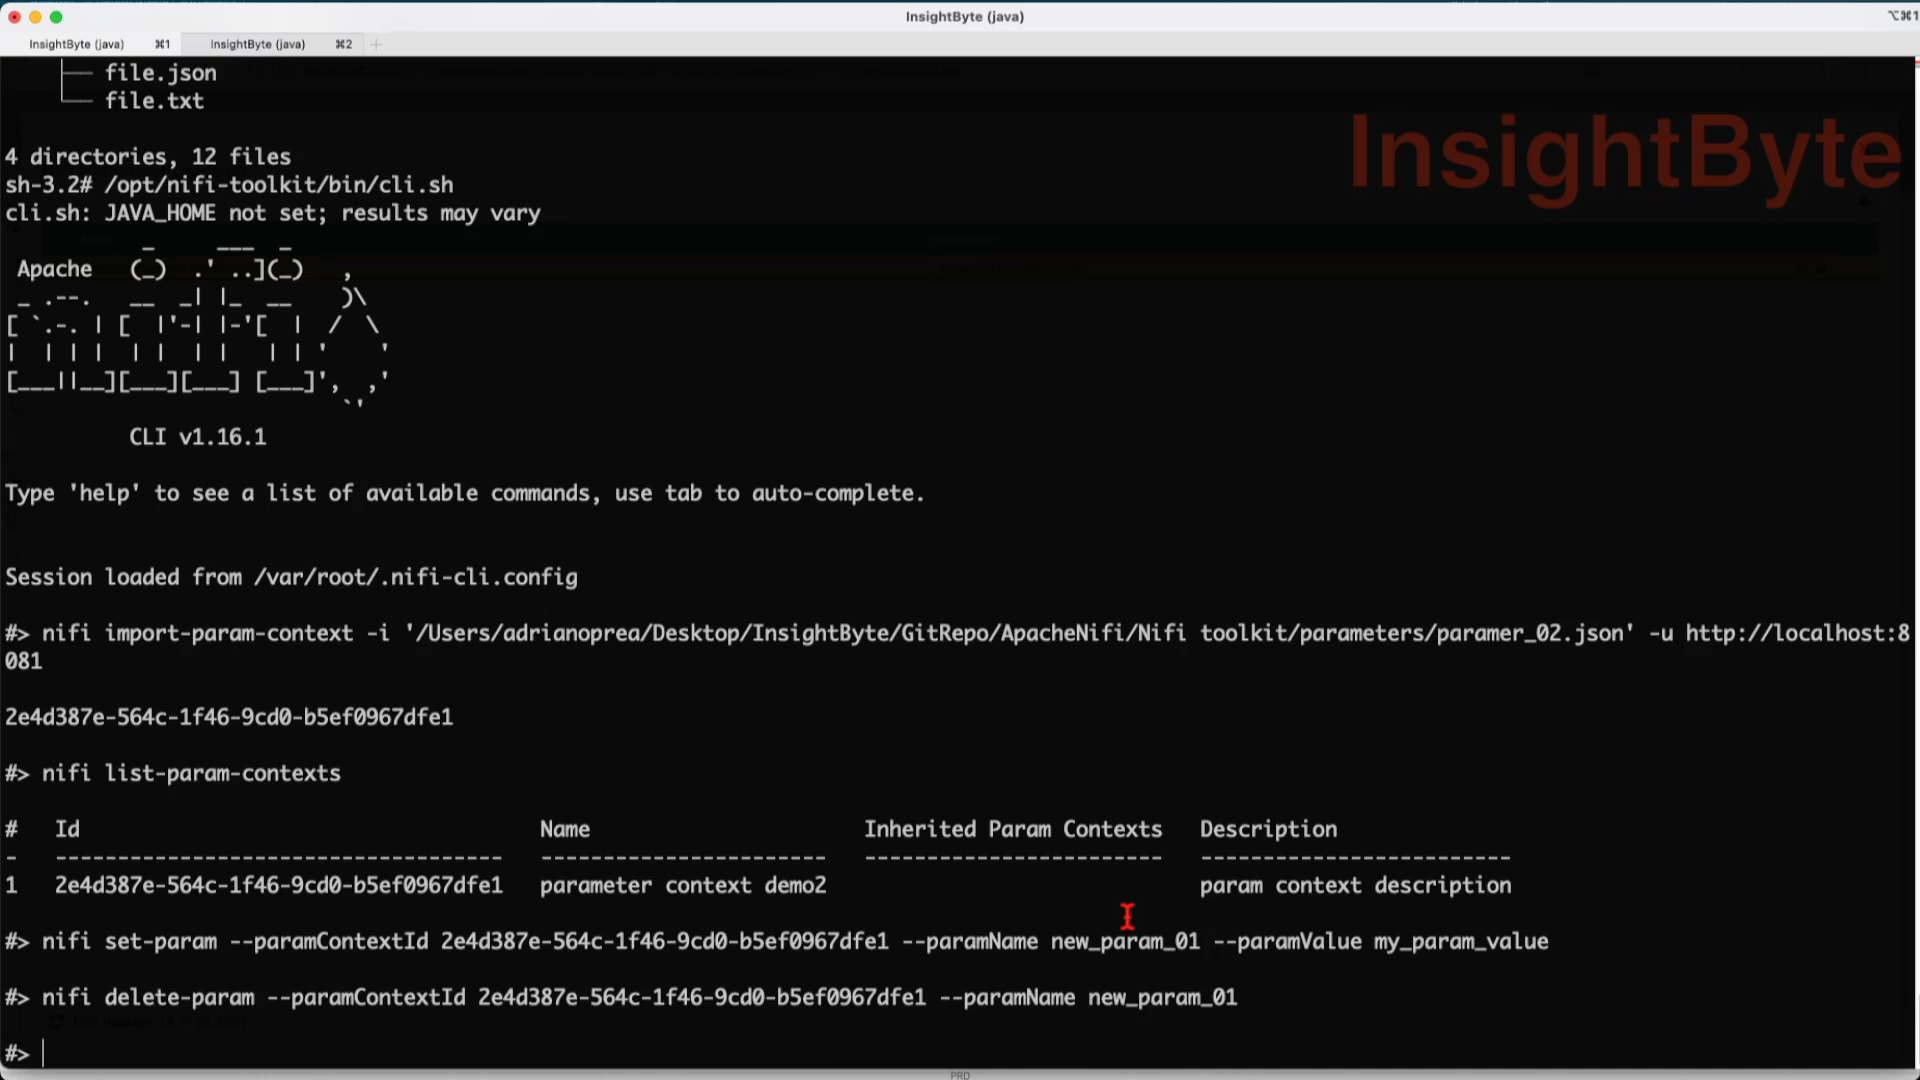 InsightByte (java)
⌥⌘1
InsightByte (java) ⌘1 InsightByte (java) ⌘2 +
├── file.json
└── file.txt
InsightByte
4 directories, 12 files
sh-3.2# /opt/nifi-toolkit/bin/cli.sh
cli.sh: JAVA_HOME not set; results may vary
Apache
CLI v1.16.1
Type 'help' to see a list of available commands, use tab to auto-complete.
Session loaded from /var/root/.nifi-cli.config
#> nifi import-param-context -i '/Users/adrianoprea/Desktop/InsightByte/GitRepo/ApacheNifi/Nifi toolkit/parameters/paramer_02.json' -u http://localhost:8
081
2e4d387e-564c-1f46-9cd0-b5ef0967dfe1
#> nifi list-param-contexts
# Id Name Inherited Param Contexts Description
- ------------------------------------ ----------------------- ------------------------ -------------------------
1 2e4d387e-564c-1f46-9cd0-b5ef0967dfe1 parameter context demo2 param context description
#> nifi set-param --paramContextId 2e4d387e-564c-1f46-9cd0-b5ef0967dfe1 --paramName new_param_01 --paramValue my_param_value
#> nifi delete-param --paramContextId 2e4d387e-564c-1f46-9cd0-b5ef0967dfe1 --paramName new_param_01
#>
PRD